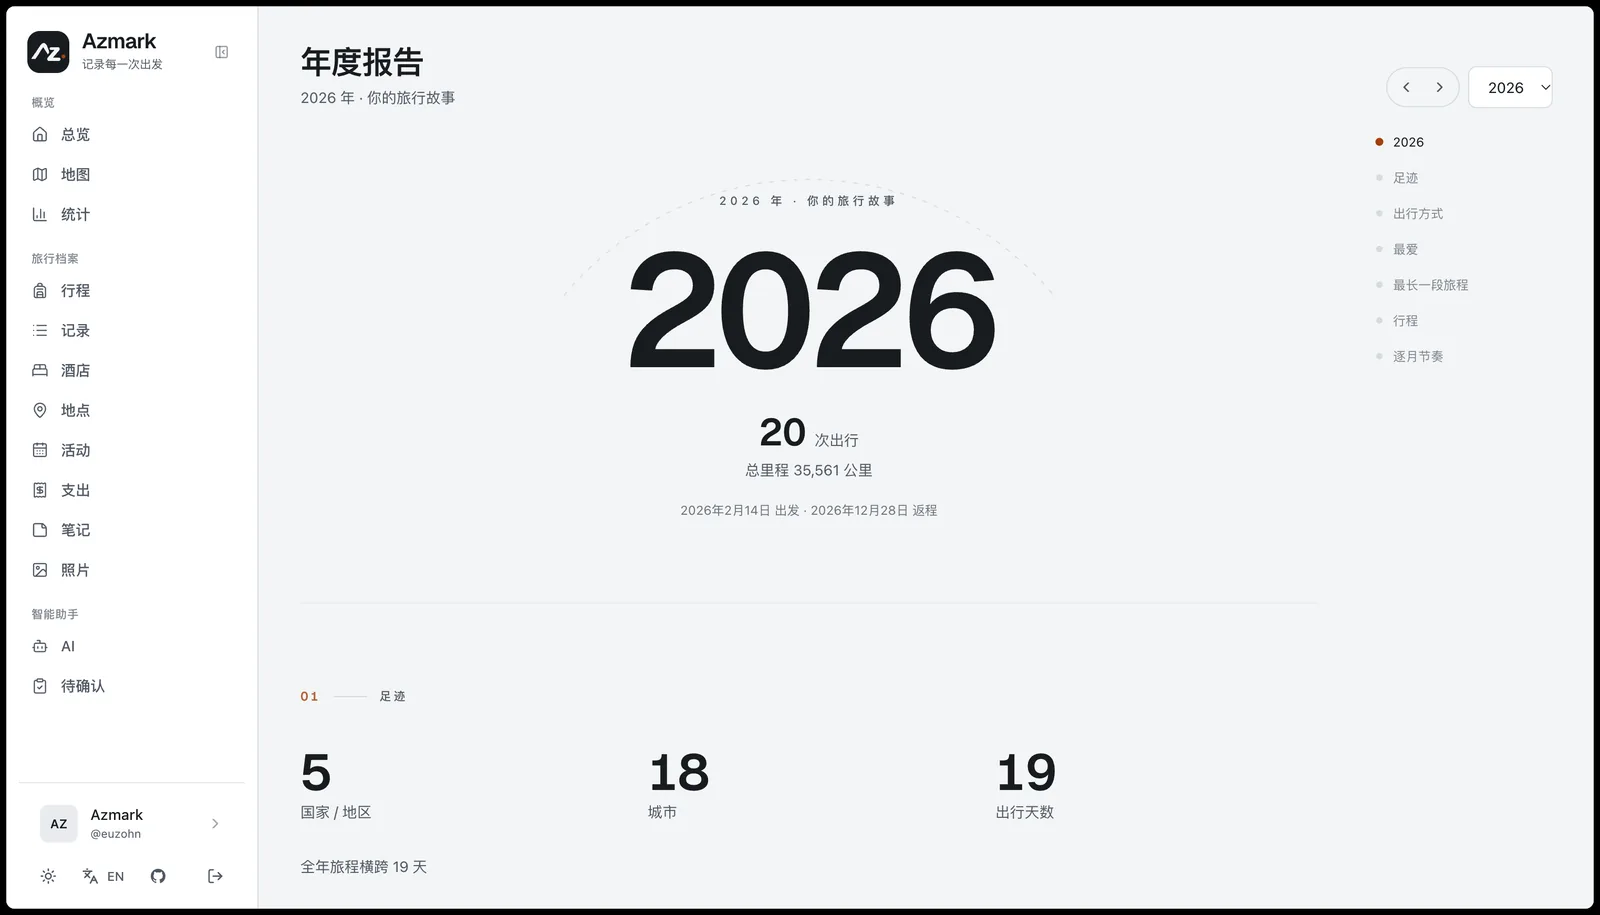 Az.
Azmark
记录每一次出发
概览
总览
地图
统计
旅行档案
行程
记录
酒店
地点
活动
支出
笔记
照片
智能助手
AI
待确认
AZ
Azmark
@euzohn
EN
年度报告
2026 年 · 你的旅行故事
2026
2026 年 · 你的旅行故事
2026
20 次出行
总里程 35,561 公里
2026年2月14日 出发 · 2026年12月28日 返程
2026
足迹
出行方式
最爱
最长一段旅程
行程
逐月节奏
01 足迹
5
国家 / 地区
18
城市
19
出行天数
全年旅程横跨 19 天